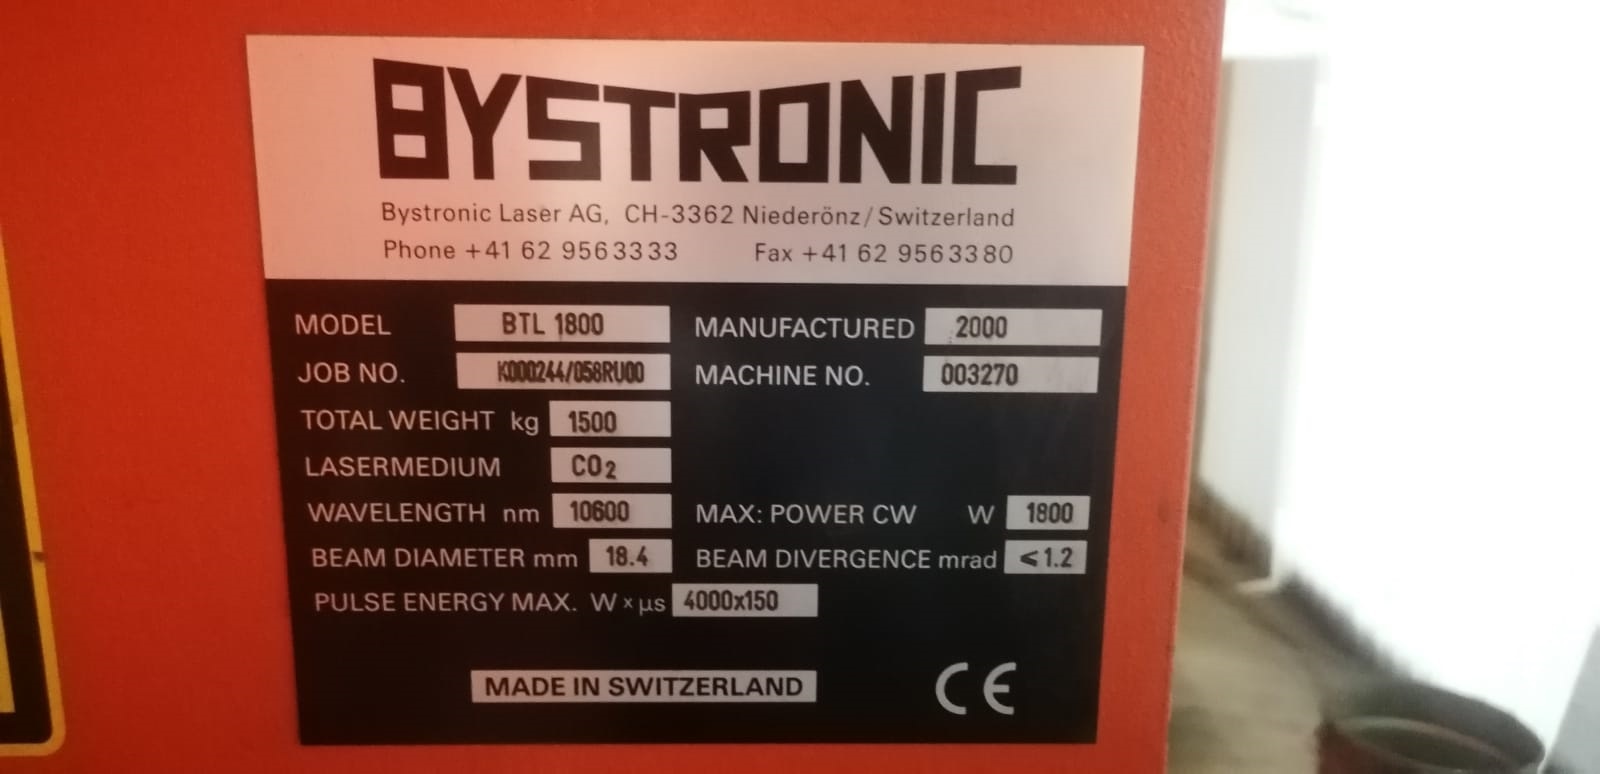 BYSTRONIC
Bystronic Laser AG, CH-3362 Niederönz/Switzerland
Phone +41 62 9563333 Fax +41 62 9563380
MODEL BTL 1800 MANUFACTURED 2000
JOB NO. K000244/058RU00 MACHINE NO. 003270
TOTAL WEIGHT kg 1500
LASERMEDIUM CO₂
WAVELENGTH nm 10600 MAX: POWER CW W 1800
BEAM DIAMETER mm 18.4 BEAM DIVERGENCE mrad ≤1.2
PULSE ENERGY MAX. W x µs 4000x150
MADE IN SWITZERLAND CE